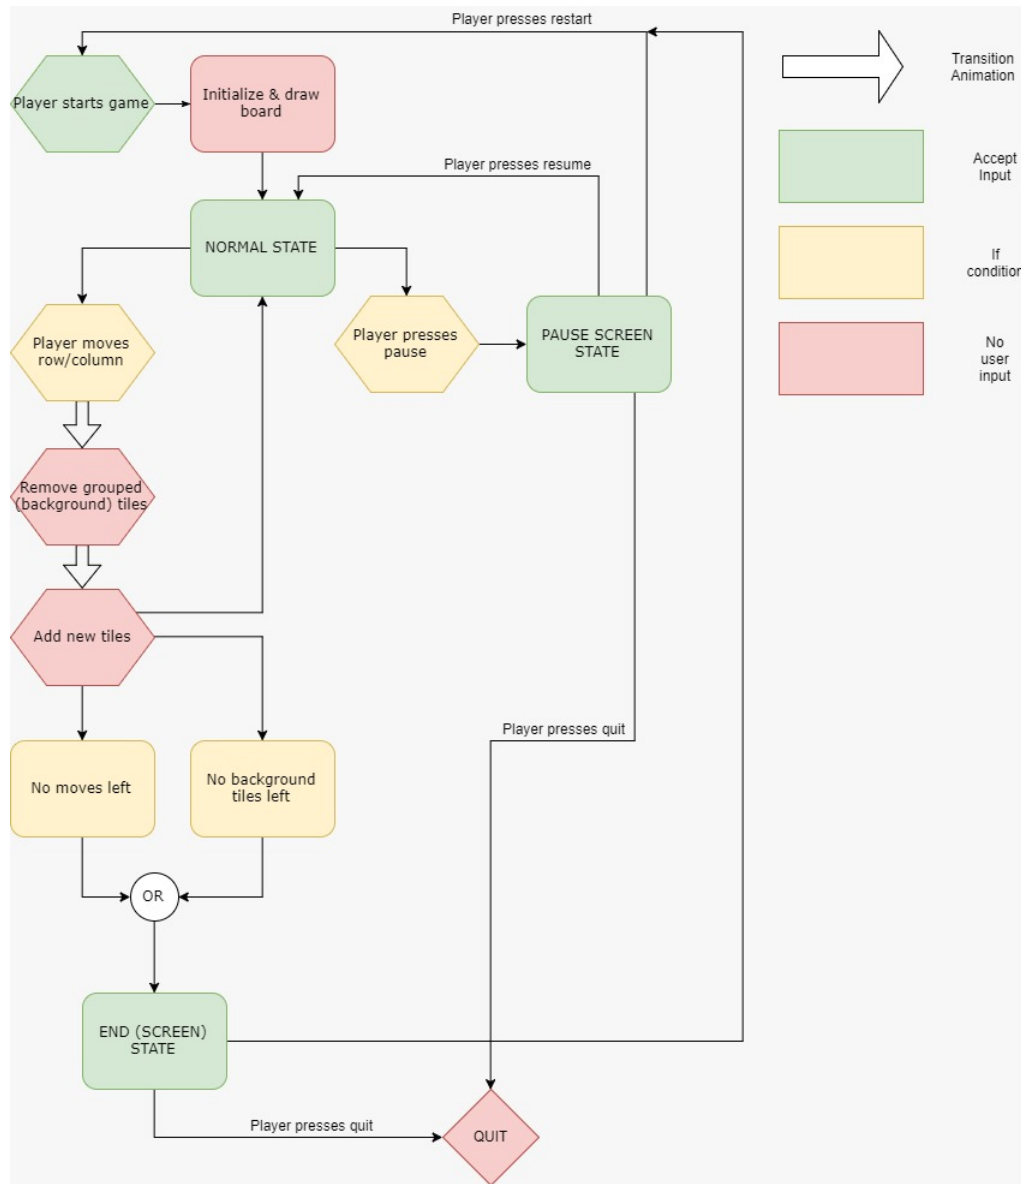 Player presses restart
Transition
Animation
Player starts game
Initialize & draw
board
Accept
Input
Player presses resume
NORMAL STATE
If
condition
Player moves
row/column
Player presses
pause
PAUSE SCREEN
STATE
No
user
input
Remove grouped
(background) tiles
Add new tiles
Player presses quit
No moves left
No background
tiles left
OR
END (SCREEN)
STATE
Player presses quit
QUIT